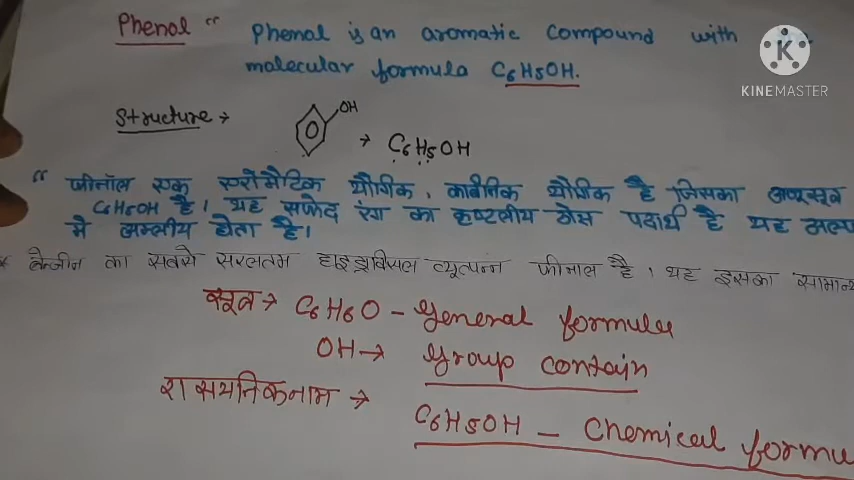 Phenol " Phenol is an aromatic compound with
molecular formula C6H5OH.
KINEMASTER
Structure → OH → C6H5OH
" फीनॉल एक एरोमैटिक यौगिक, कार्बनिक यौगिक है जिसका अणुसूत्र
C6H5OH है। यह सफेद रंग का कृष्टलीय ठोस पदार्थ है यह अल्प
मे अम्लीय होता है।
* बेन्जीन का सबसे सरलतम हाइड्राक्सिल व्यूत्पन्न फीनाल है, यह इसका सामान्य
सूत्र → C6H6O - General formula
OH → Group contain
रासायनिकनाम →
C6H5OH - Chemical formu